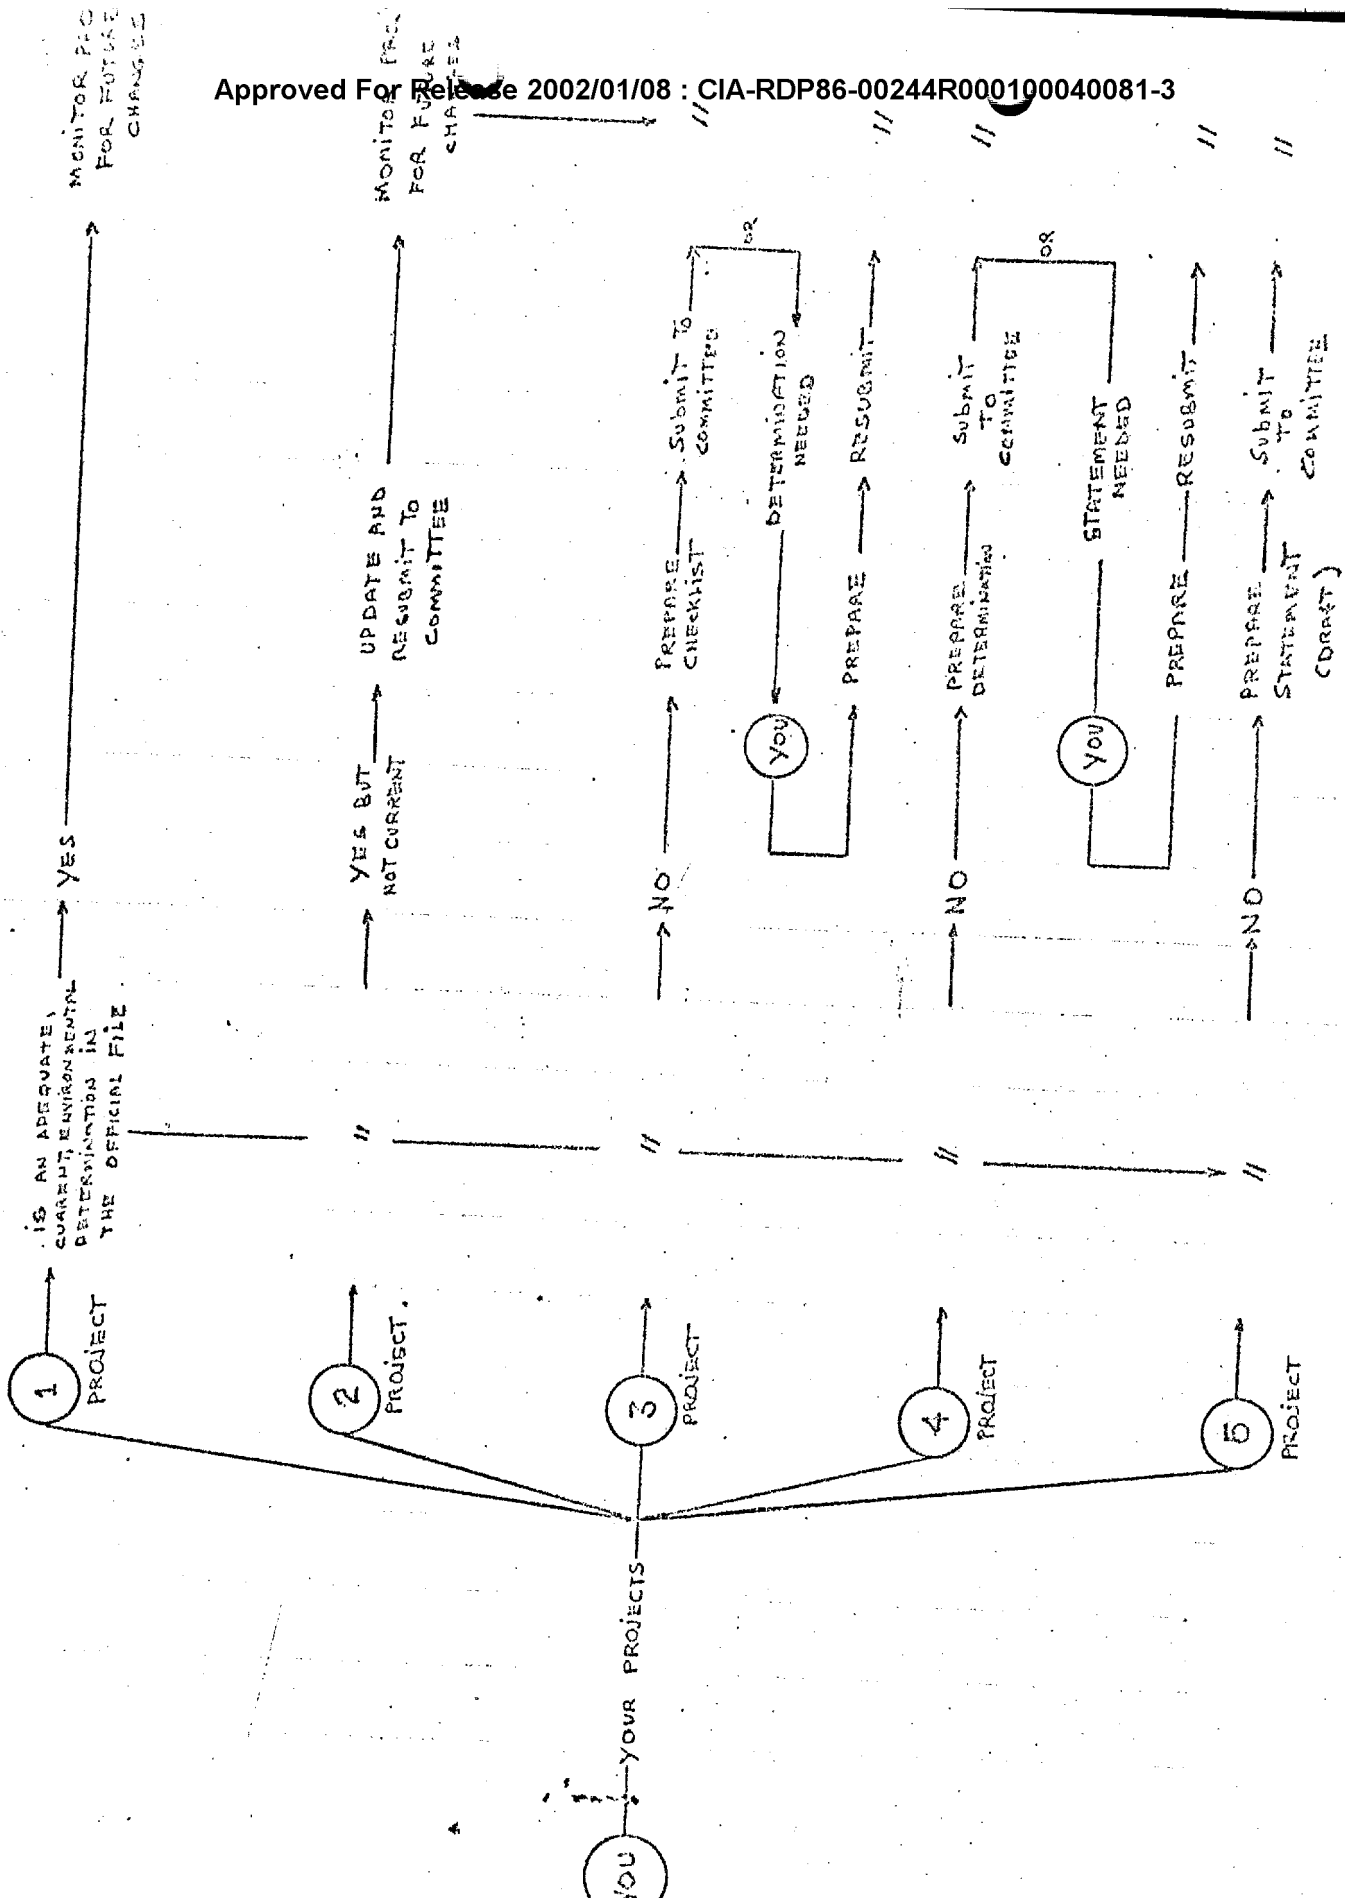 Approved For Release 2002/01/08 : CIA-RDP86-00244R000100040081-3
YOU
YOUR PROJECTS
1
PROJECT
IS AN ADEQUATE,
CURRENT, ENVIRONMENTAL
DETERMINATION IN
THE OFFICIAL FILE
YES
MONITOR PRO
FOR FUTURE
CHANGES
2
PROJECT.
"
YES BUT
NOT CURRENT
UPDATE AND
RESUBMIT TO
COMMITTEE
MONITOR PRO
FOR FUTURE
CHANGES
3
PROJECT
"
NO
PREPARE
CHECKLIST
SUBMIT TO
COMMITTEE
"
OR
DETERMINATION
NEEDED
YOU
PREPARE
RESUBMIT
"
4
PROJECT
"
NO
PREPARE
DETERMINATION
SUBMIT
TO
COMMITTEE
"
OR
STATEMENT
NEEDED
YOU
PREPARE
RESUBMIT
"
5
PROJECT
"
NO
PREPARE
STATEMENT
(DRAFT)
SUBMIT
TO
COMMITTEE
"